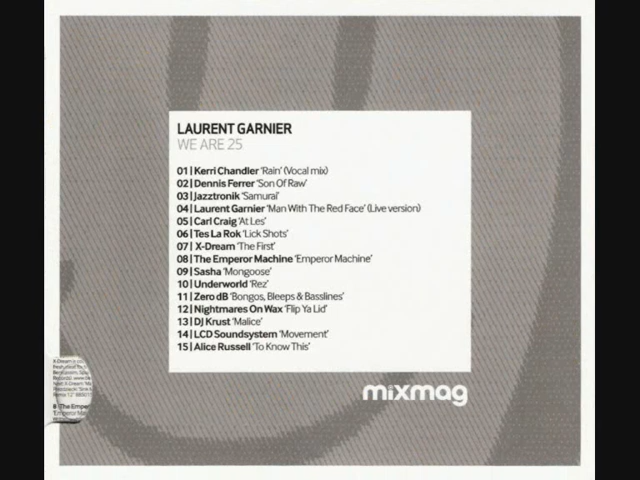 LAURENT GARNIER
WE ARE 25
01| Kerri Chandler 'Rain' (Vocal mix)
02| Dennis Ferrer 'Son Of Raw'
03| Jazztronik 'Samurai'
04| Laurent Garnier 'Man With The Red Face' (Live version)
05| Carl Craig 'At Les'
06| Tes La Rok 'Lick Shots'
07| X-Dream 'The First'
08| The Emperor Machine 'Emperor Machine'
09| Sasha 'Mongoose'
10| Underworld 'Rez'
11| Zero dB 'Bongos, Bleeps & Basslines'
12| Nightmares On Wax 'Flip Ya Lid'
13| DJ Krust 'Malice'
14| LCD Soundsystem 'Movement'
15| Alice Russell 'To Know This'
mixmag
8 |The Emper